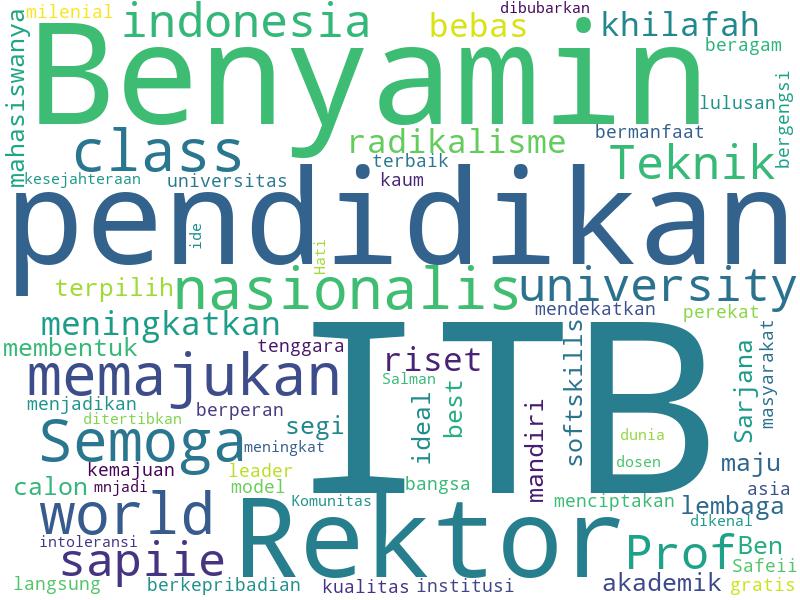 milenial
dibubarkan
indonesia
bebas
khilafah
beragam
mahasiswanya
Benyamin
lulusan
bergengsi
class
radikalisme
bermanfaat
terbaik
Teknik
kesejahteraan
universitas
kaum
pendidikan
ide
Hati
terpilih
nasionalis
university
meningkatkan
mendekatkan
perekat
membentuk
tenggara
ITB
memajukan
riset
Salman
softskills
Sarjana
masyarakat
menjadikan
berperan
ideal
best
mandiri
ditertibkan
segi
Semoga
meningkat
dunia
kemajuan
leader
dosen
maju
calon
mnjadi
model
bangsa
asia
world
Komunitas
menciptakan
lembaga
Rektor
dikenal
intoleransi
sapiie
Prof
Ben
Safeii
langsung
berkepribadian
kualitas
institusi
akademik
gratis